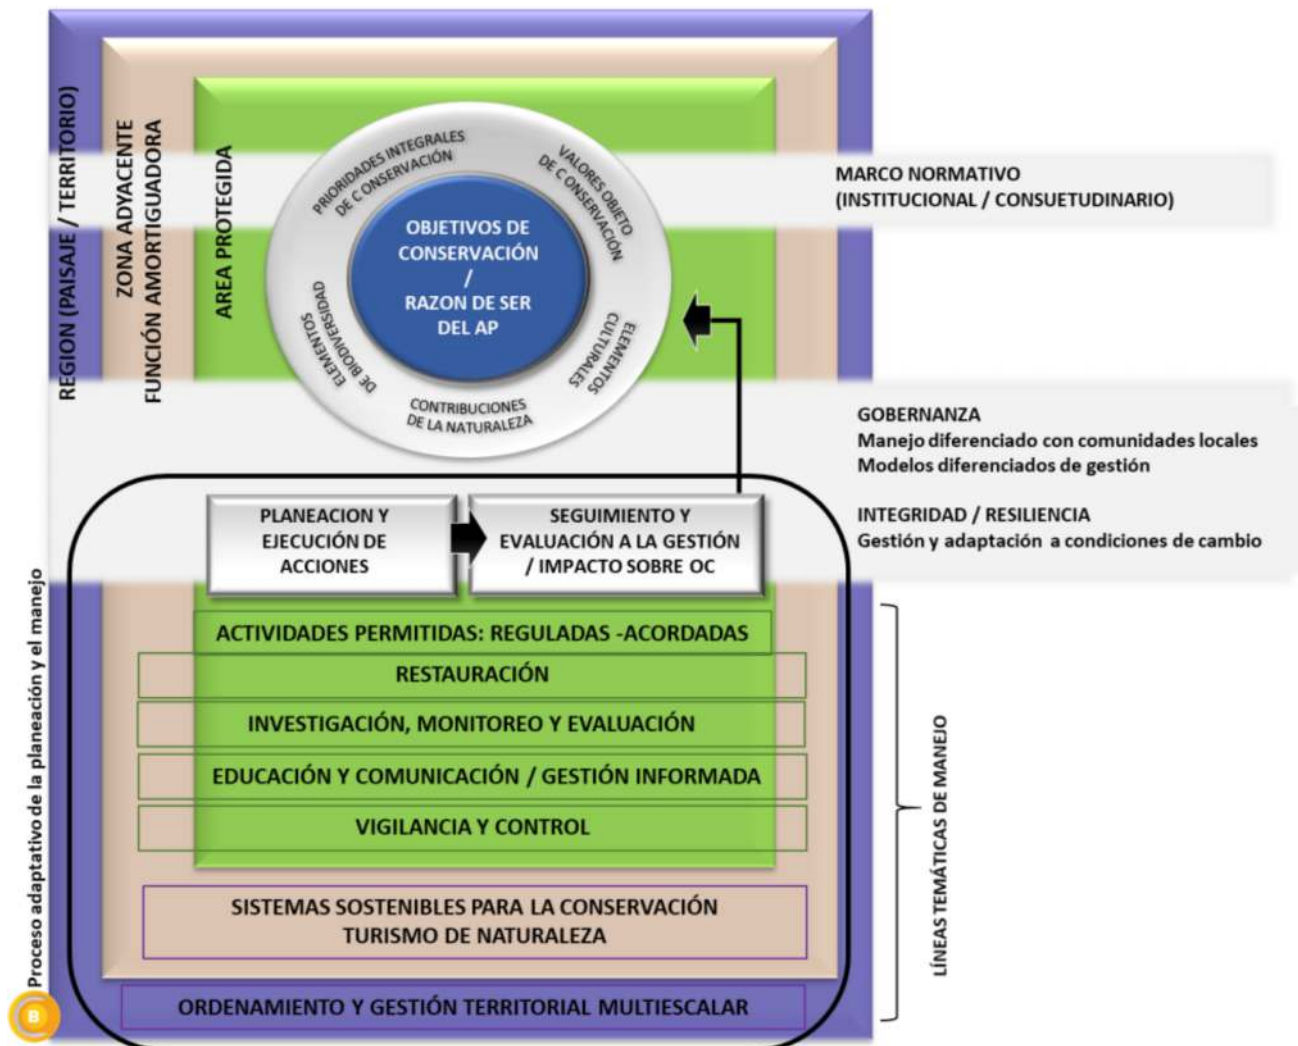 REGION (PAISAJE / TERRITORIO)
ZONA ADYACENTE
FUNCIÓN AMORTIGUADORA
AREA PROTEGIDA
PRIORIDADES INTEGRALES
DE C ONSERVACIÓN
VALORES OBJETO
DE C ONSERVACIÓN
ELEMENTOS
CULTURALES
CONTRIBUCIONES
DE LA NATURALEZA
ELEMENTOS
DE BIODIVERSIDAD
OBJETIVOS DE
CONSERVACIÓN
/
RAZON DE SER
DEL AP
MARCO NORMATIVO
(INSTITUCIONAL / CONSUETUDINARIO)
GOBERNANZA
Manejo diferenciado con comunidades locales
Modelos diferenciados de gestión
INTEGRIDAD / RESILIENCIA
Gestión y adaptación a condiciones de cambio
Proceso adaptativo de la planeación y el manejo
PLANEACION Y
EJECUCIÓN DE
ACCIONES
SEGUIMIENTO Y
EVALUACIÓN A LA GESTIÓN
/ IMPACTO SOBRE OC
ACTIVIDADES PERMITIDAS: REGULADAS -ACORDADAS
RESTAURACIÓN
INVESTIGACIÓN, MONITOREO Y EVALUACIÓN
EDUCACIÓN Y COMUNICACIÓN / GESTIÓN INFORMADA
VIGILANCIA Y CONTROL
SISTEMAS SOSTENIBLES PARA LA CONSERVACIÓN
TURISMO DE NATURALEZA
ORDENAMIENTO Y GESTIÓN TERRITORIAL MULTIESCALAR
LÍNEAS TEMÁTICAS DE MANEJO
B